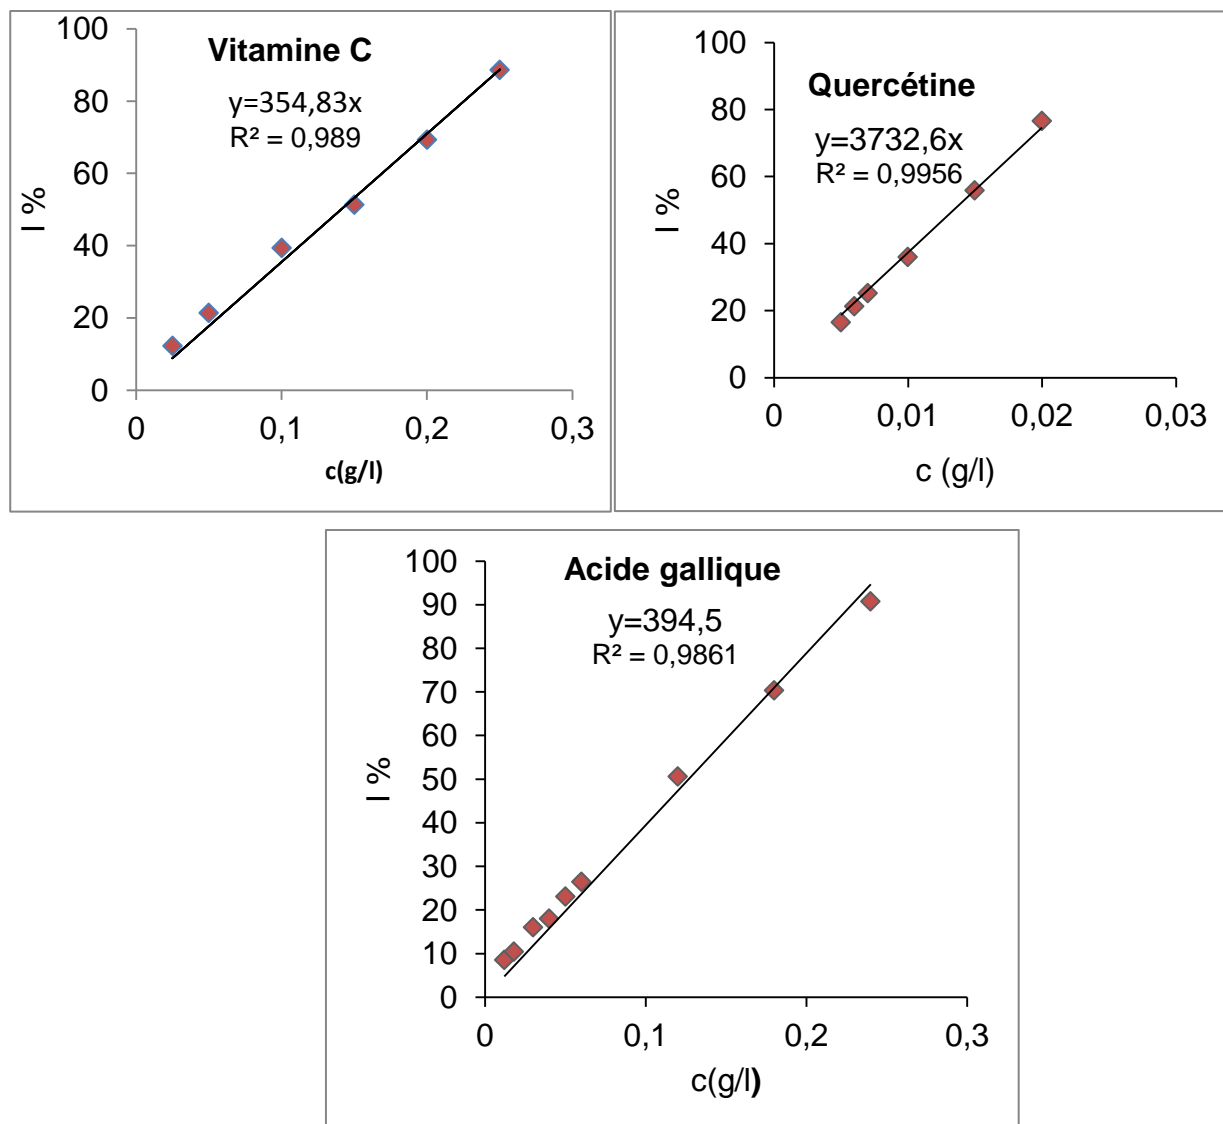 Vitamine C
y=354,83x
R² = 0,989
I %
100
80
60
40
20
0
0 0,1 0,2 0,3
c(g/l)
Quercétine
y=3732,6x
R² = 0,9956
I %
100
80
60
40
20
0
0 0,01 0,02 0,03
c (g/l)
Acide gallique
y=394,5
R² = 0,9861
I %
100
90
80
70
60
50
40
30
20
10
0
0 0,1 0,2 0,3
c(g/l)